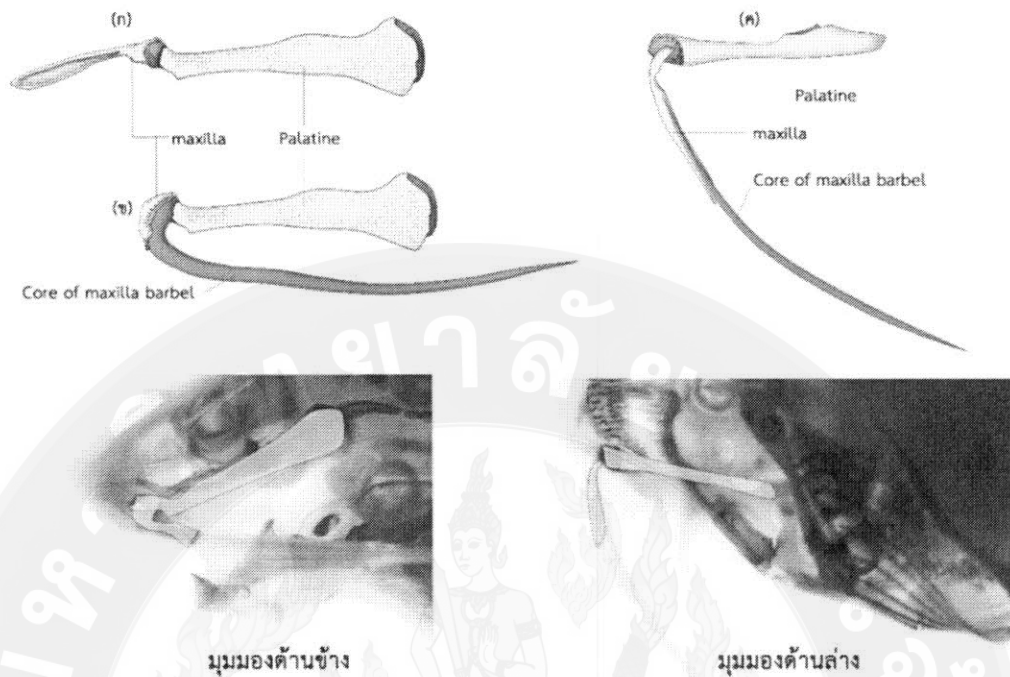 (ก)
(ค)
Palatine
maxilla
Palatine
maxilla
Core of maxilla barbel
(ข)
Core of maxilla barbel
มุมมองด้านข้าง
มุมมองด้านล่าง